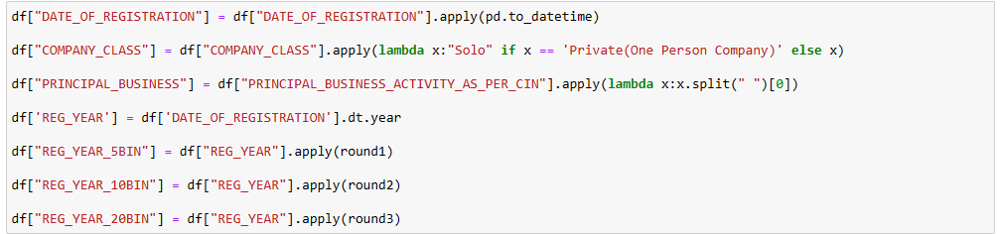 df["DATE_OF_REGISTRATION"] = df["DATE_OF_REGISTRATION"].apply(pd.to_datetime)
df["COMPANY_CLASS"] = df["COMPANY_CLASS"].apply(lambda x:"Solo" if x == 'Private(One Person Company)' else x)
df["PRINCIPAL_BUSINESS"] = df["PRINCIPAL_BUSINESS_ACTIVITY_AS_PER_CIN"].apply(lambda x:x.split(" ")[0])
df['REG_YEAR'] = df['DATE_OF_REGISTRATION'].dt.year
df["REG_YEAR_5BIN"] = df["REG_YEAR"].apply(round1)
df["REG_YEAR_10BIN"] = df["REG_YEAR"].apply(round2)
df["REG_YEAR_20BIN"] = df["REG_YEAR"].apply(round3)